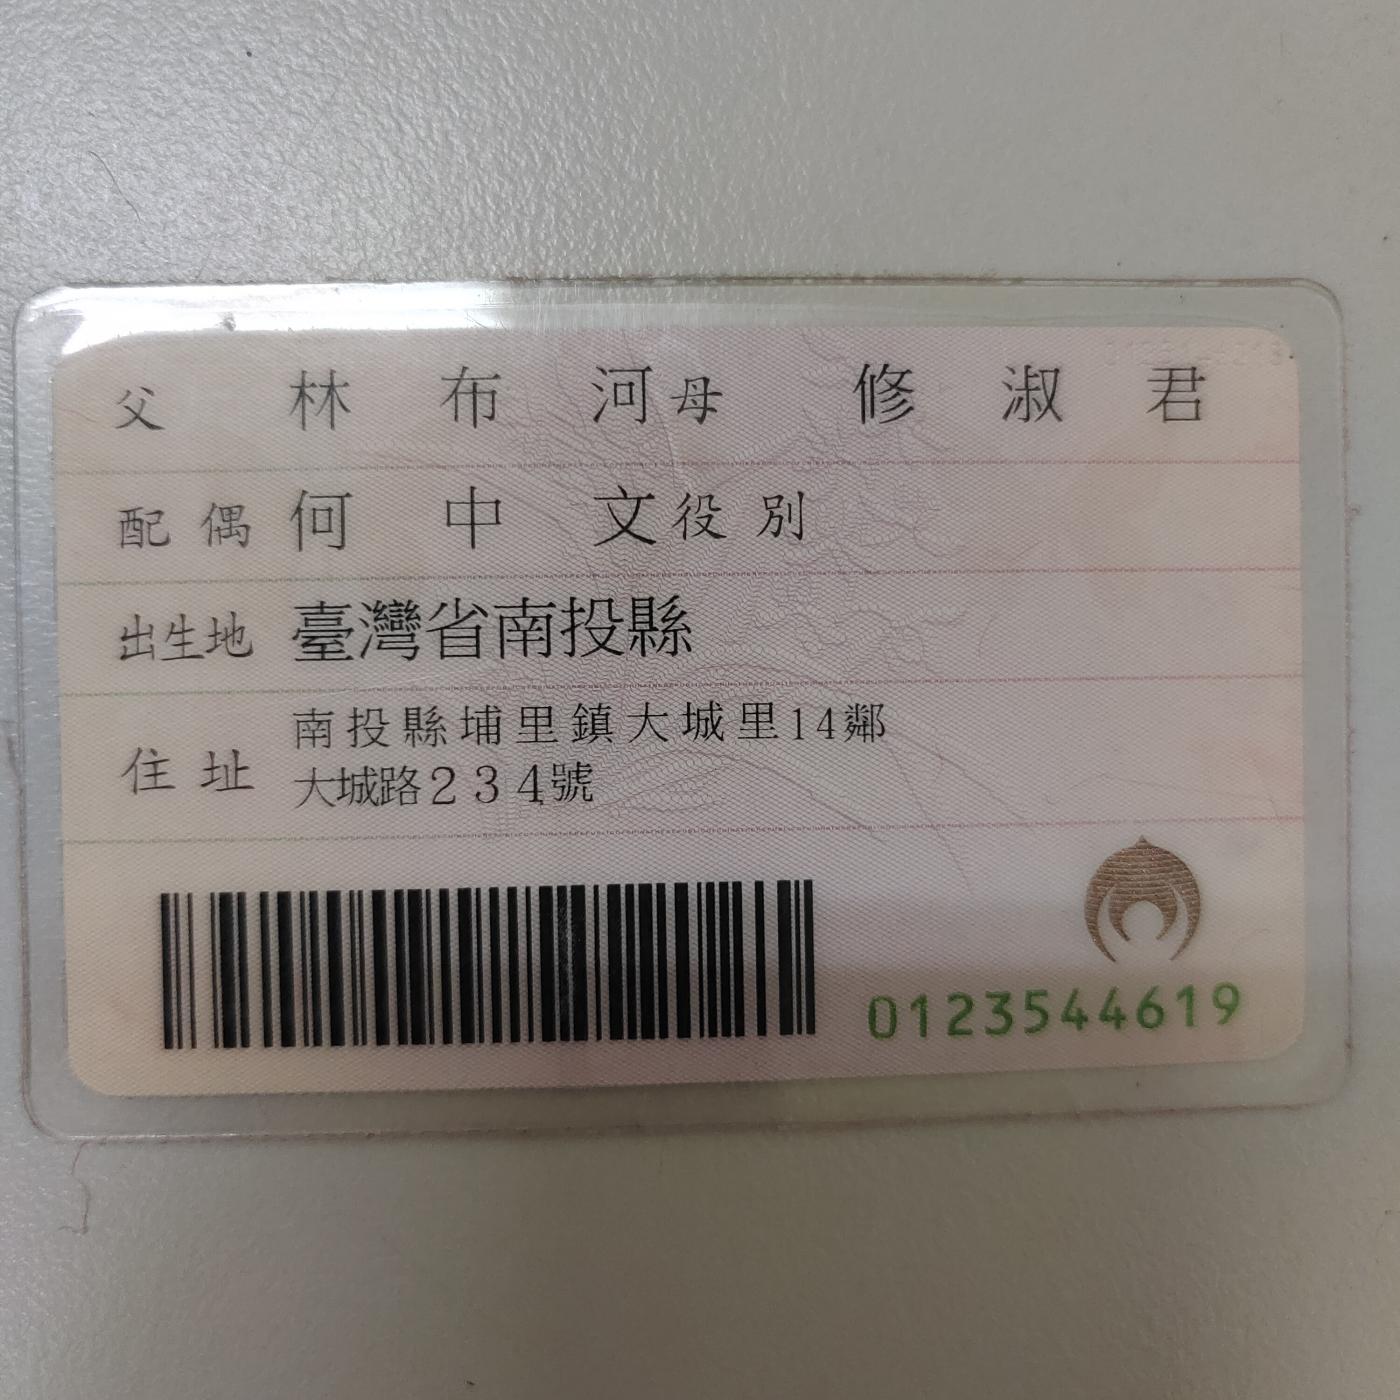 父 林布河 母 修淑君
配偶 何中文 役別
出生地 臺灣省南投縣
住址 南投縣埔里鎮大城里14鄰
大城路234號
0123544619